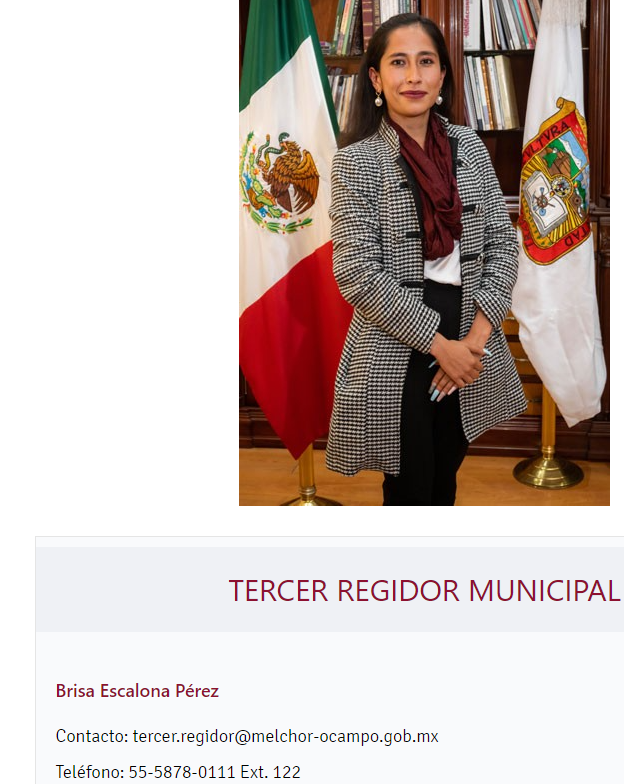 CVLTVRA
TERCER REGIDOR MUNICIPAL
Brisa Escalona Pérez
Contacto: tercer.regidor@melchor-ocampo.gob.mx
Teléfono: 55-5878-0111 Ext. 122